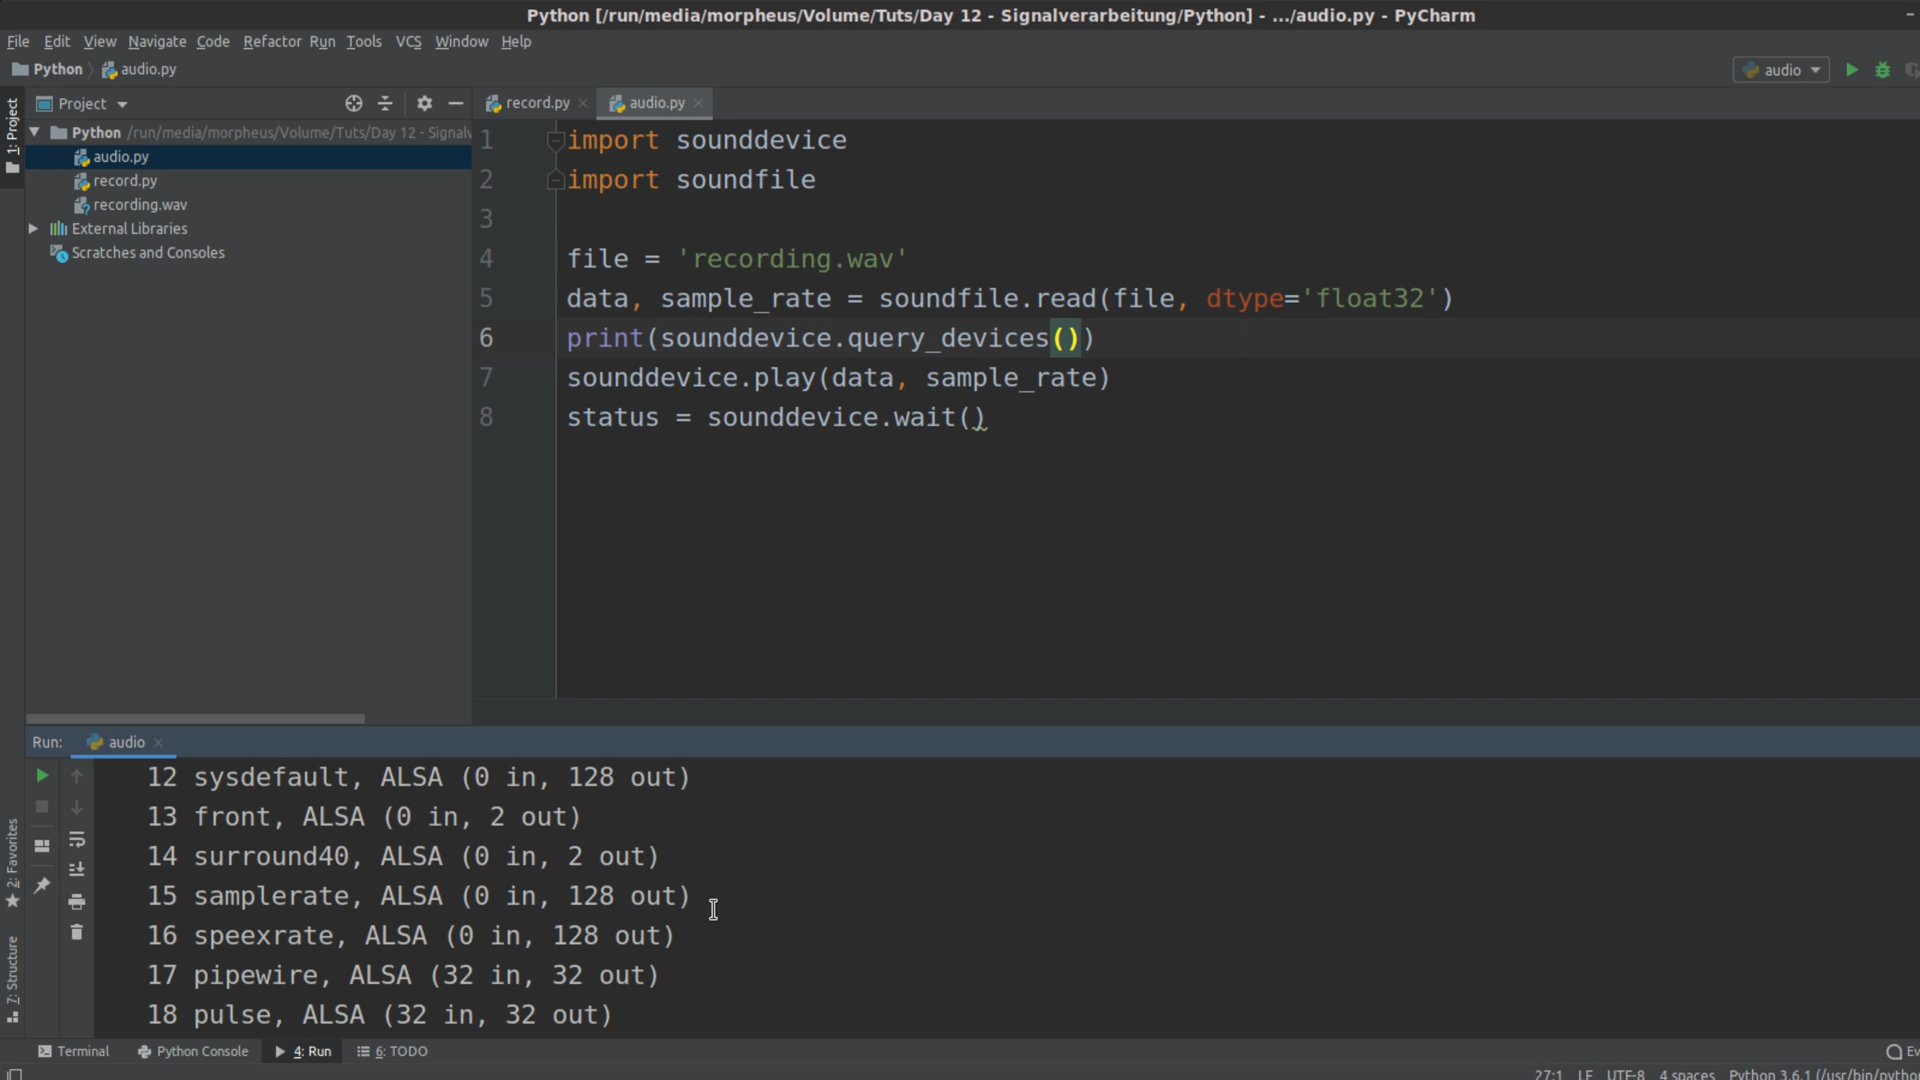 Python [/run/media/morpheus/Volume/Tuts/Day 12 - Signalverarbeitung/Python] - .../audio.py - PyCharm
File Edit View Navigate Code Refactor Run Tools VCS Window Help
Python audio.py
audio
1: Project
Project
record.py
audio.py
Python /run/media/morpheus/Volume/Tuts/Day 12 - Signalv
audio.py
record.py
recording.wav
External Libraries
Scratches and Consoles
1 import sounddevice
2 import soundfile
3
4 file = 'recording.wav'
5 data, sample_rate = soundfile.read(file, dtype='float32')
6 print(sounddevice.query_devices())
7 sounddevice.play(data, sample_rate)
8 status = sounddevice.wait()
Run: audio
12 sysdefault, ALSA (0 in, 128 out)
13 front, ALSA (0 in, 2 out)
14 surround40, ALSA (0 in, 2 out)
15 samplerate, ALSA (0 in, 128 out)
16 speexrate, ALSA (0 in, 128 out)
17 pipewire, ALSA (32 in, 32 out)
18 pulse, ALSA (32 in, 32 out)
2: Favorites
7: Structure
Terminal Python Console 4: Run 6: TODO Ev
27:1 LF UTF-8 4 spaces Python 3.6.1 (/usr/bin/python